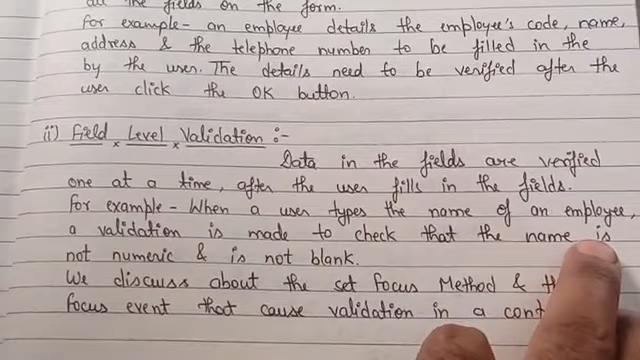 all the fields on the form.
For example - an employee details the employee's code, name,
address & the telephone number to be filled in the
by the user. The details need to be verified after the
user click the OK button.
ii) Field Level Validation :-
Data in the fields are verified
one at a time, after the user fills in the fields.
For example - When a user types the name of an employee,
a validation is made to check that the name is
not numeric & is not blank.
We discuss about the set focus Method & 
focus event that cause validation in a